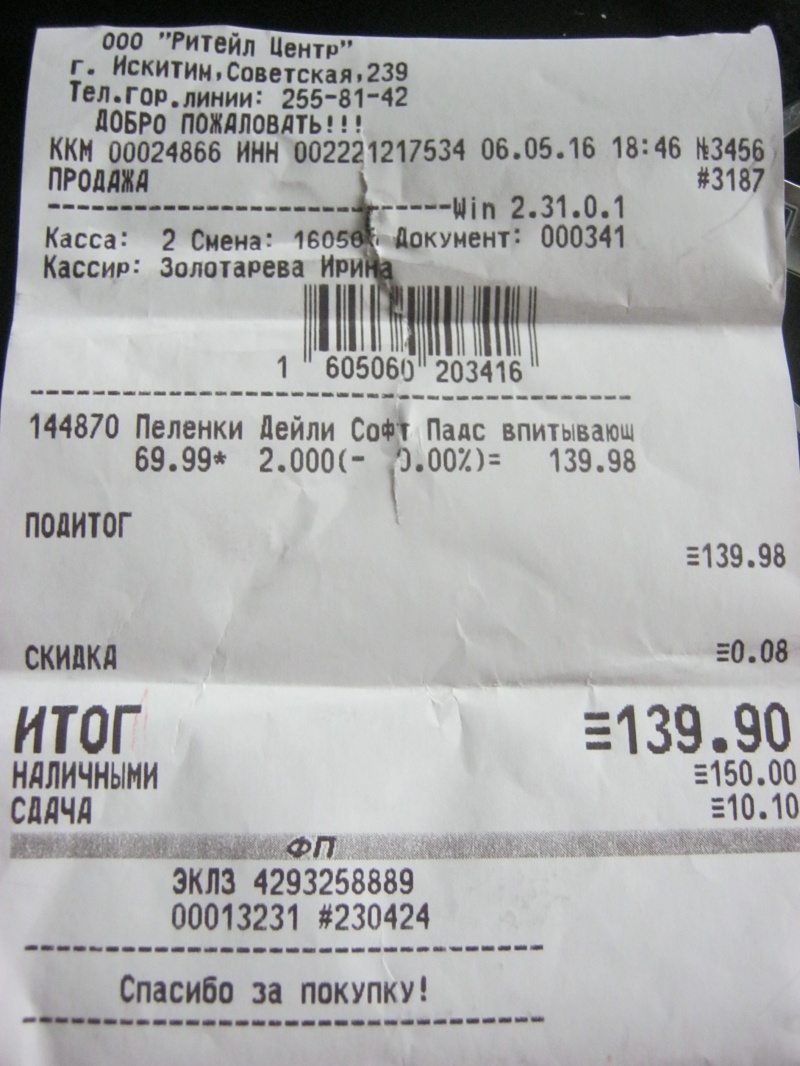 ООО "Ритейл Центр"
г. Искитим,Советская,239
Тел.гор.линии: 255-81-42
ДОБРО ПОЖАЛОВАТЬ!!!
ККМ 00024866 ИНН 002221217534 06.05.16 18:46 №3456
ПРОДАЖА #3187
------------------------Win 2.31.0.1
Касса: 2 Смена: Документ: 000341
Кассир: Золотарева Ирина
1 605060 203416
144870 Пеленки Дейли Софт Падс впитывающ
69.99* 2.000(- 0.00%)= 139.98
ПОДИТОГ
≡139.98
СКИДКА ≡0.08
ИТОГ ≡139.90
НАЛИЧНЫМИ ≡150.00
СДАЧА ≡10.10
ФП
ЭКЛЗ 4293258889
00013231 #230424
Спасибо за покупку!